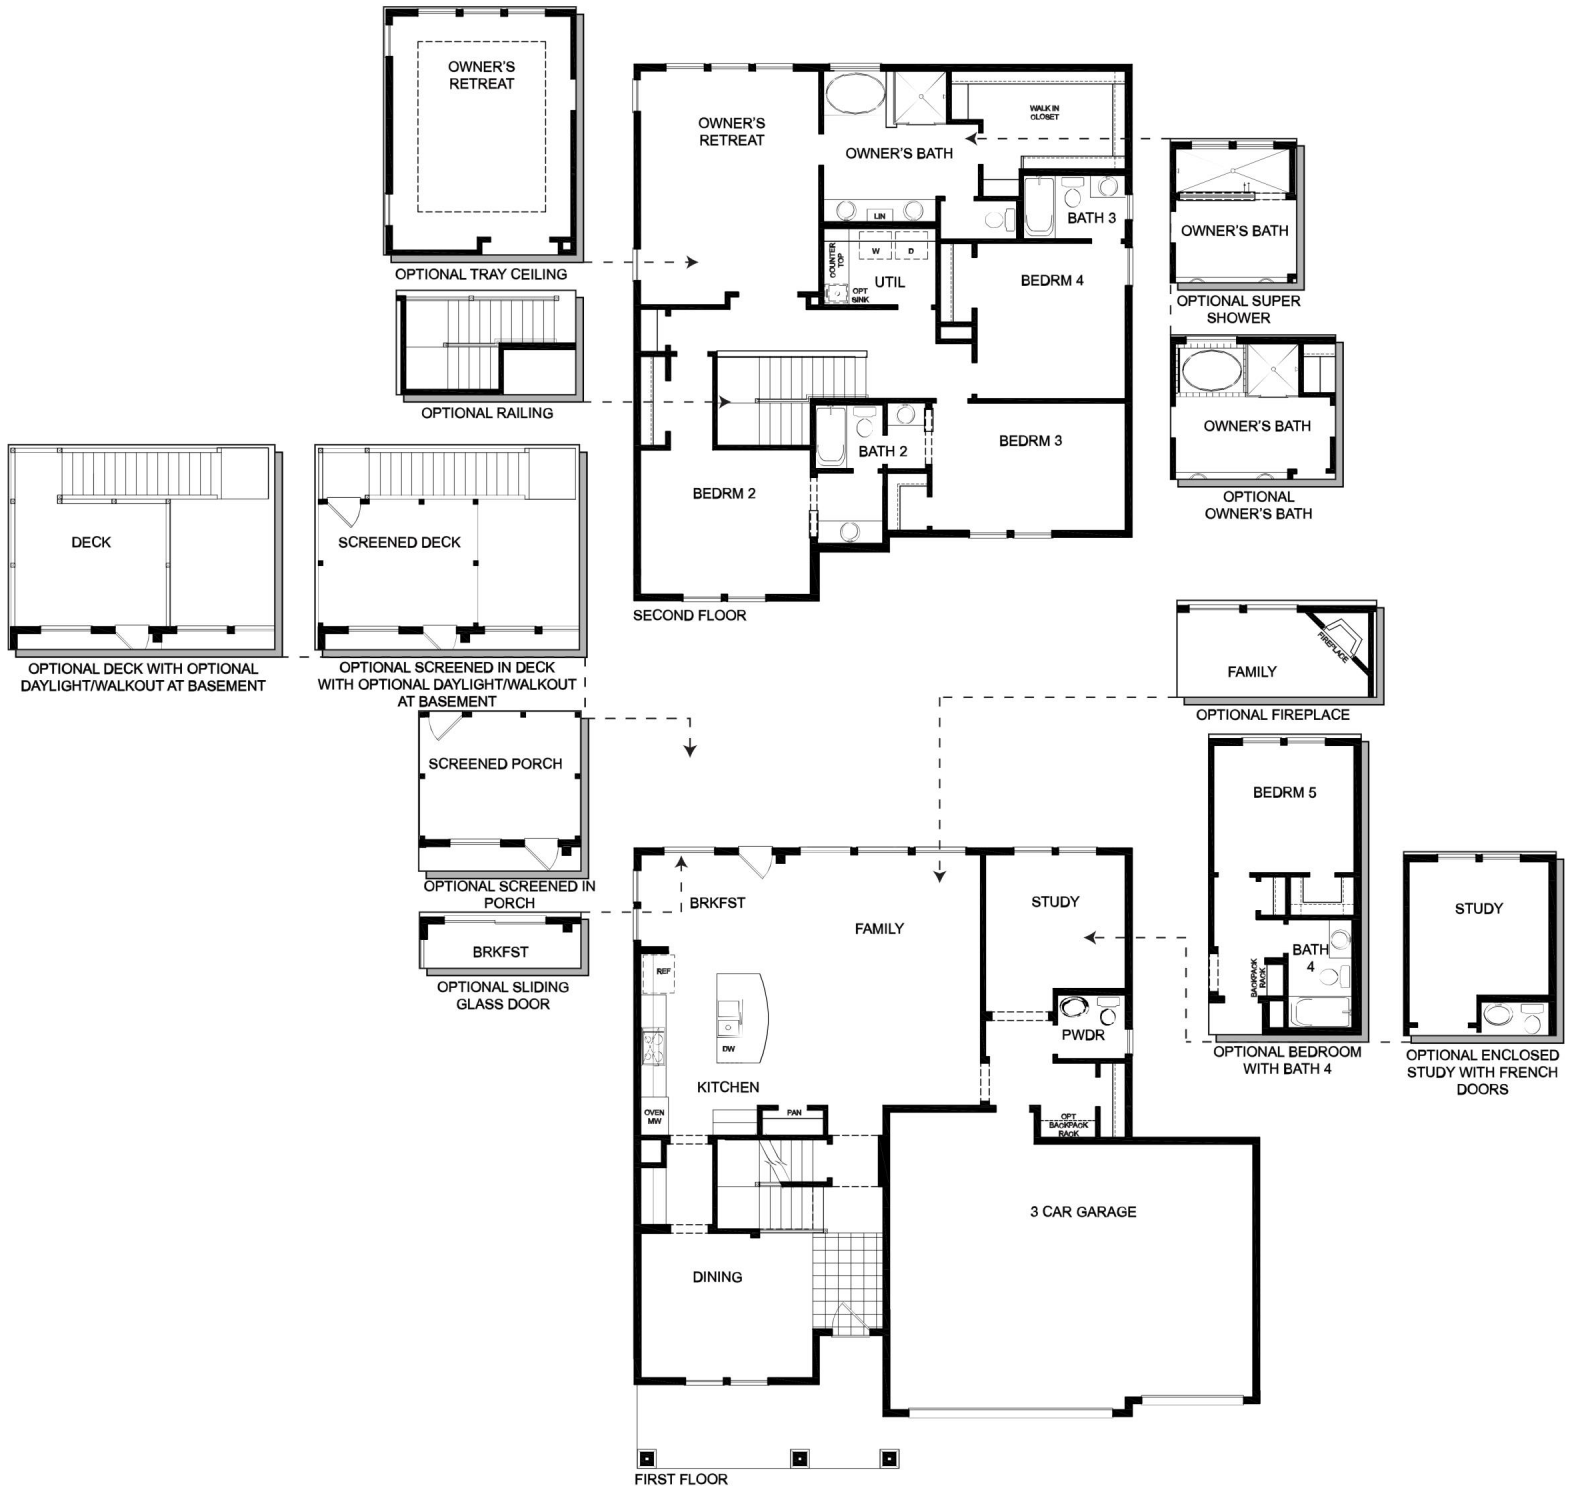 OWNER'S
RETREAT
OPTIONAL TRAY CEILING
OPTIONAL RAILING
OWNER'S
RETREAT
OWNER'S BATH
WALK IN
CLOSET
LIN
BATH 3
W
D
COUNTER
TOP
UTIL
OPT
SINK
BEDRM 4
BATH 2
BEDRM 3
BEDRM 2
SECOND FLOOR
OWNER'S BATH
OPTIONAL SUPER
SHOWER
OWNER'S BATH
OPTIONAL
OWNER'S BATH
DECK
OPTIONAL DECK WITH OPTIONAL
DAYLIGHT/WALKOUT AT BASEMENT
SCREENED DECK
OPTIONAL SCREENED IN DECK
WITH OPTIONAL DAYLIGHT/WALKOUT
AT BASEMENT
SCREENED PORCH
OPTIONAL SCREENED IN
PORCH
BRKFST
OPTIONAL SLIDING
GLASS DOOR
FIREPLACE
FAMILY
OPTIONAL FIREPLACE
BEDRM 5
BATH
4
BACKPACK
RACK
OPTIONAL BEDROOM
WITH BATH 4
STUDY
OPTIONAL ENCLOSED
STUDY WITH FRENCH
DOORS
BRKFST
FAMILY
STUDY
REF
DW
PWDR
KITCHEN
OVEN
MW
PAN
OPT
BACKPACK
RACK
3 CAR GARAGE
DINING
FIRST FLOOR